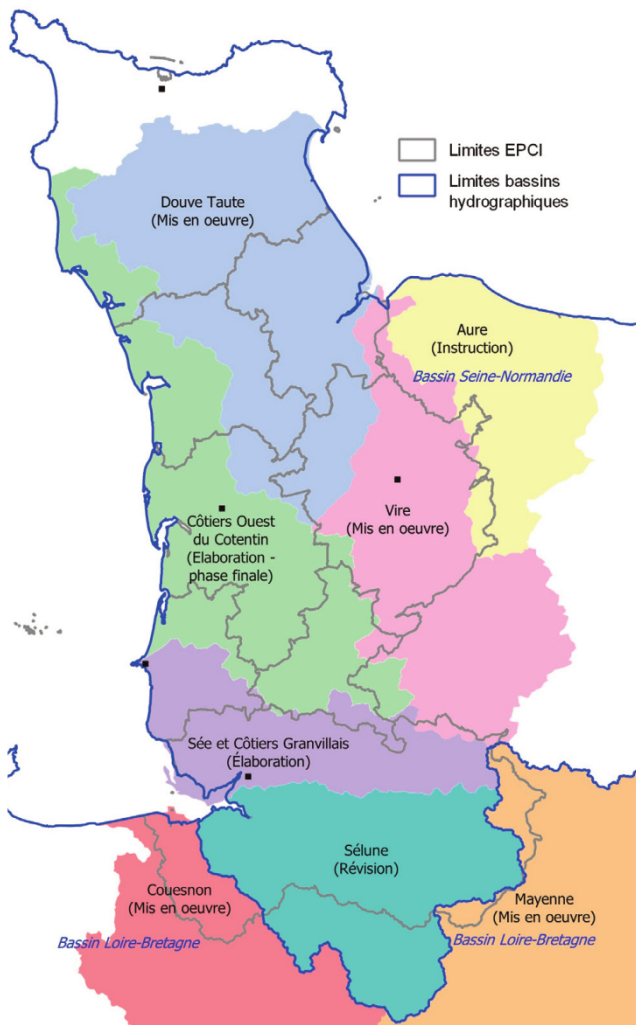 Limites EPCI
Limites bassins
hydrographiques
Douve Taute
(Mis en oeuvre)
Aure
(Instruction)
Bassin Seine-Normandie
Vire
(Mis en oeuvre)
Côtiers Ouest
du Cotentin
(Elaboration -
phase finale)
Sée et Côtiers Granvillais
(Élaboration)
Sélune
(Révision)
Couesnon
(Mis en oeuvre)
Bassin Loire-Bretagne
Mayenne
(Mis en oeuvre)
Bassin Loire-Bretagne